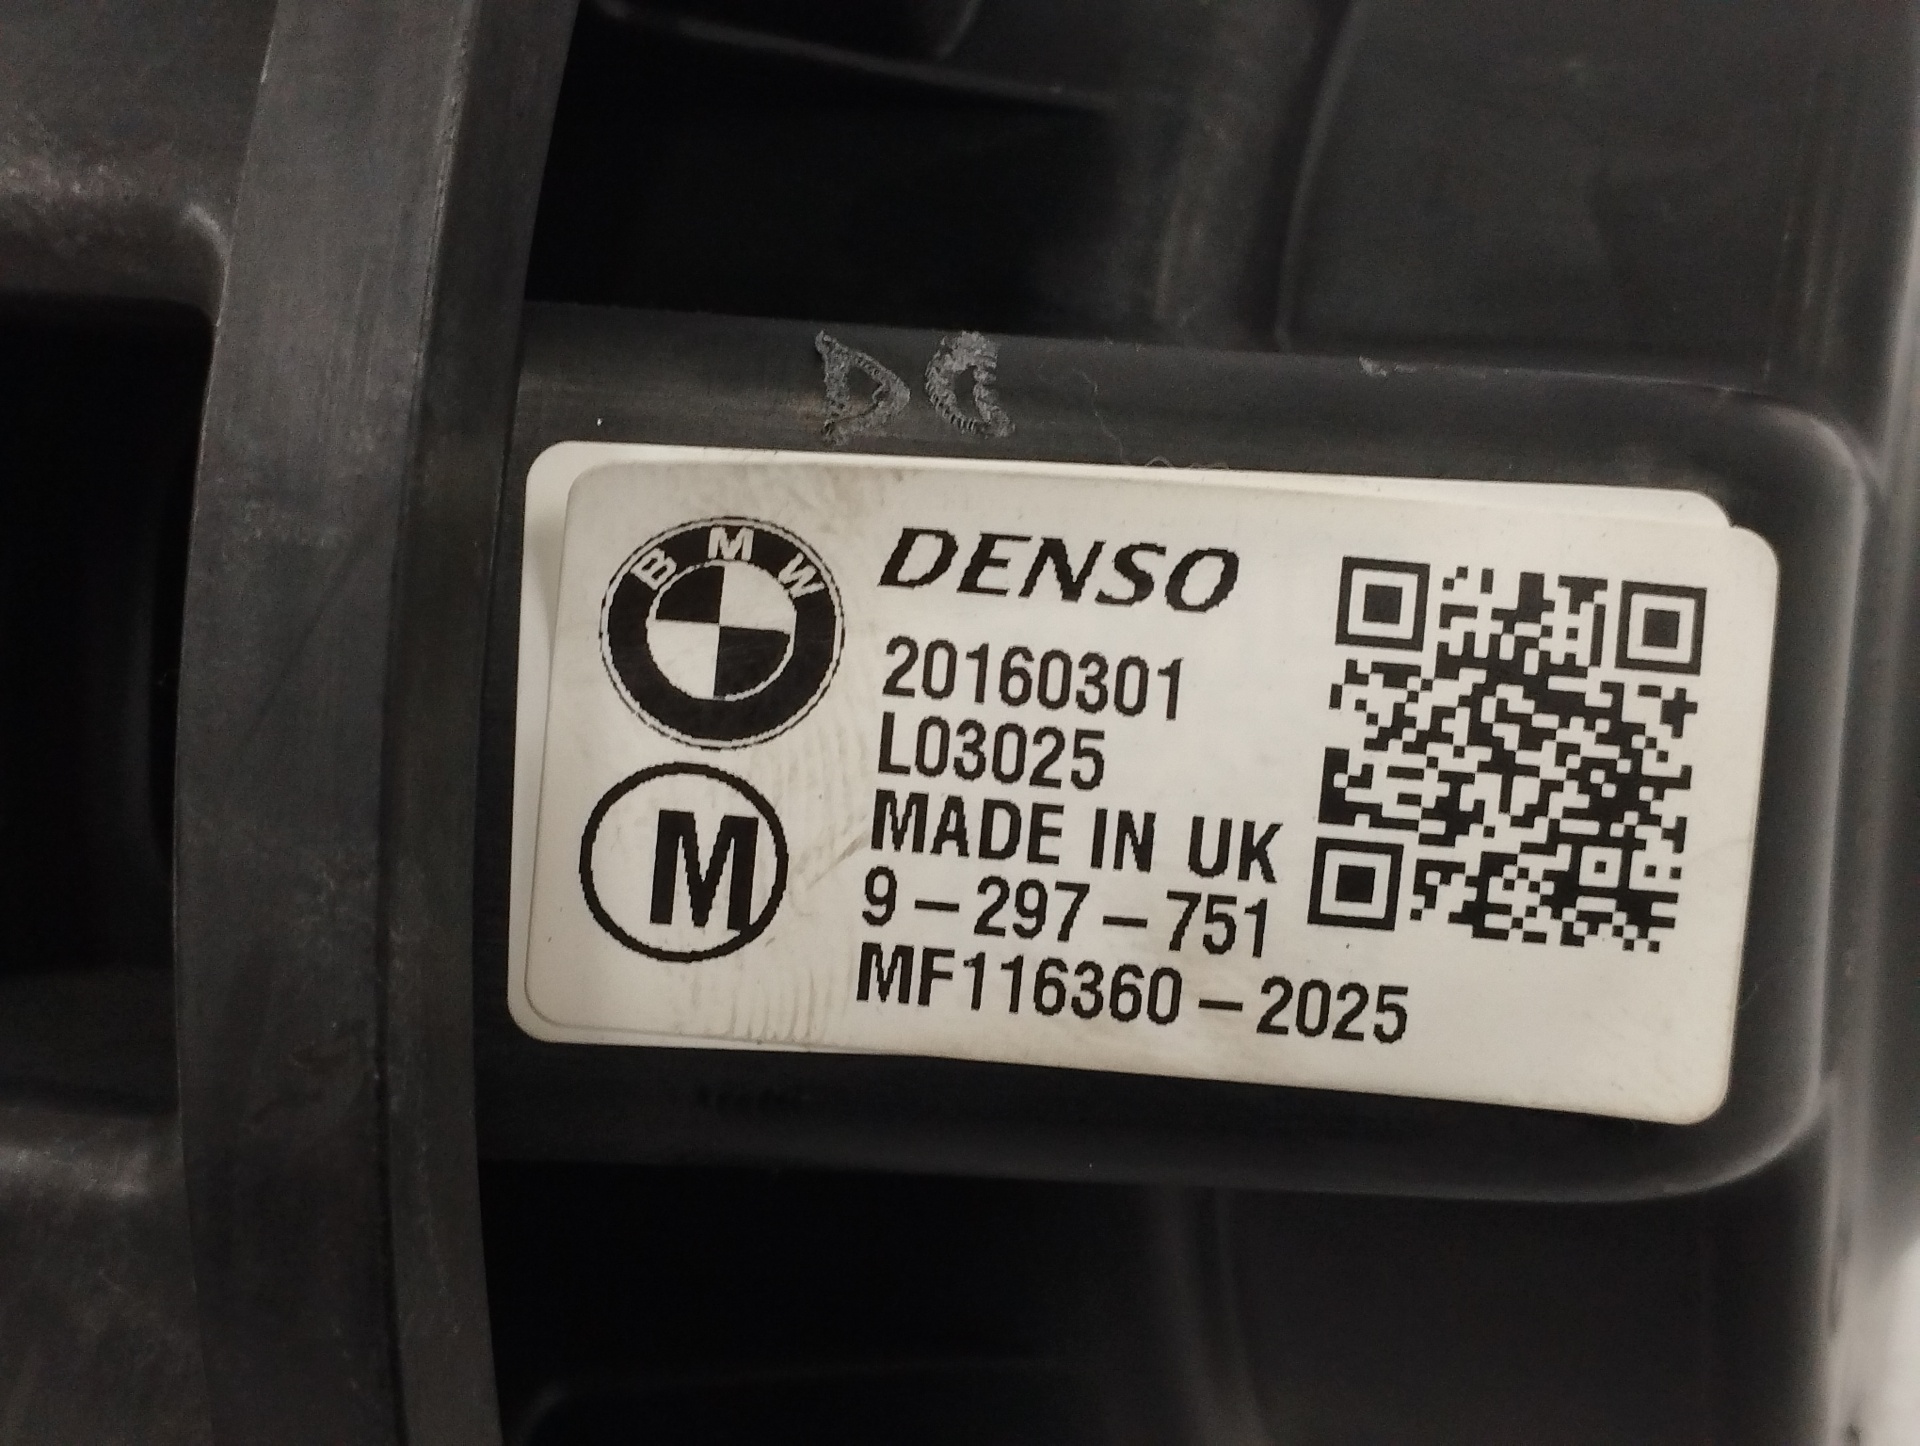 BMW
DENSO
20160301
L03025
MADE IN UK
9-297-751
MF116360-2025
M